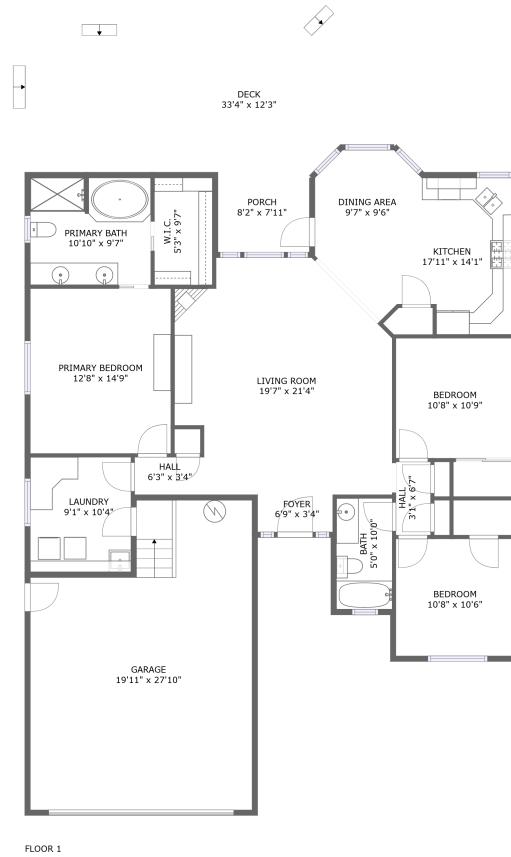 DECK
33'4" x 12'3"
PORCH
8'2" x 7'11"
DINING AREA
9'7" x 9'6"
W.I.C.
5'3" x 9'7"
PRIMARY BATH
10'10" x 9'7"
KITCHEN
17'11" x 14'1"
PRIMARY BEDROOM
12'8" x 14'9"
LIVING ROOM
19'7" x 21'4"
BEDROOM
10'8" x 10'9"
HALL
6'3" x 3'4"
HALL
3'1" x 6'7"
LAUNDRY
9'1" x 10'4"
FOYER
6'9" x 3'4"
BATH
5'0" x 10'0"
BEDROOM
10'8" x 10'6"
GARAGE
19'11" x 27'10"
FLOOR 1